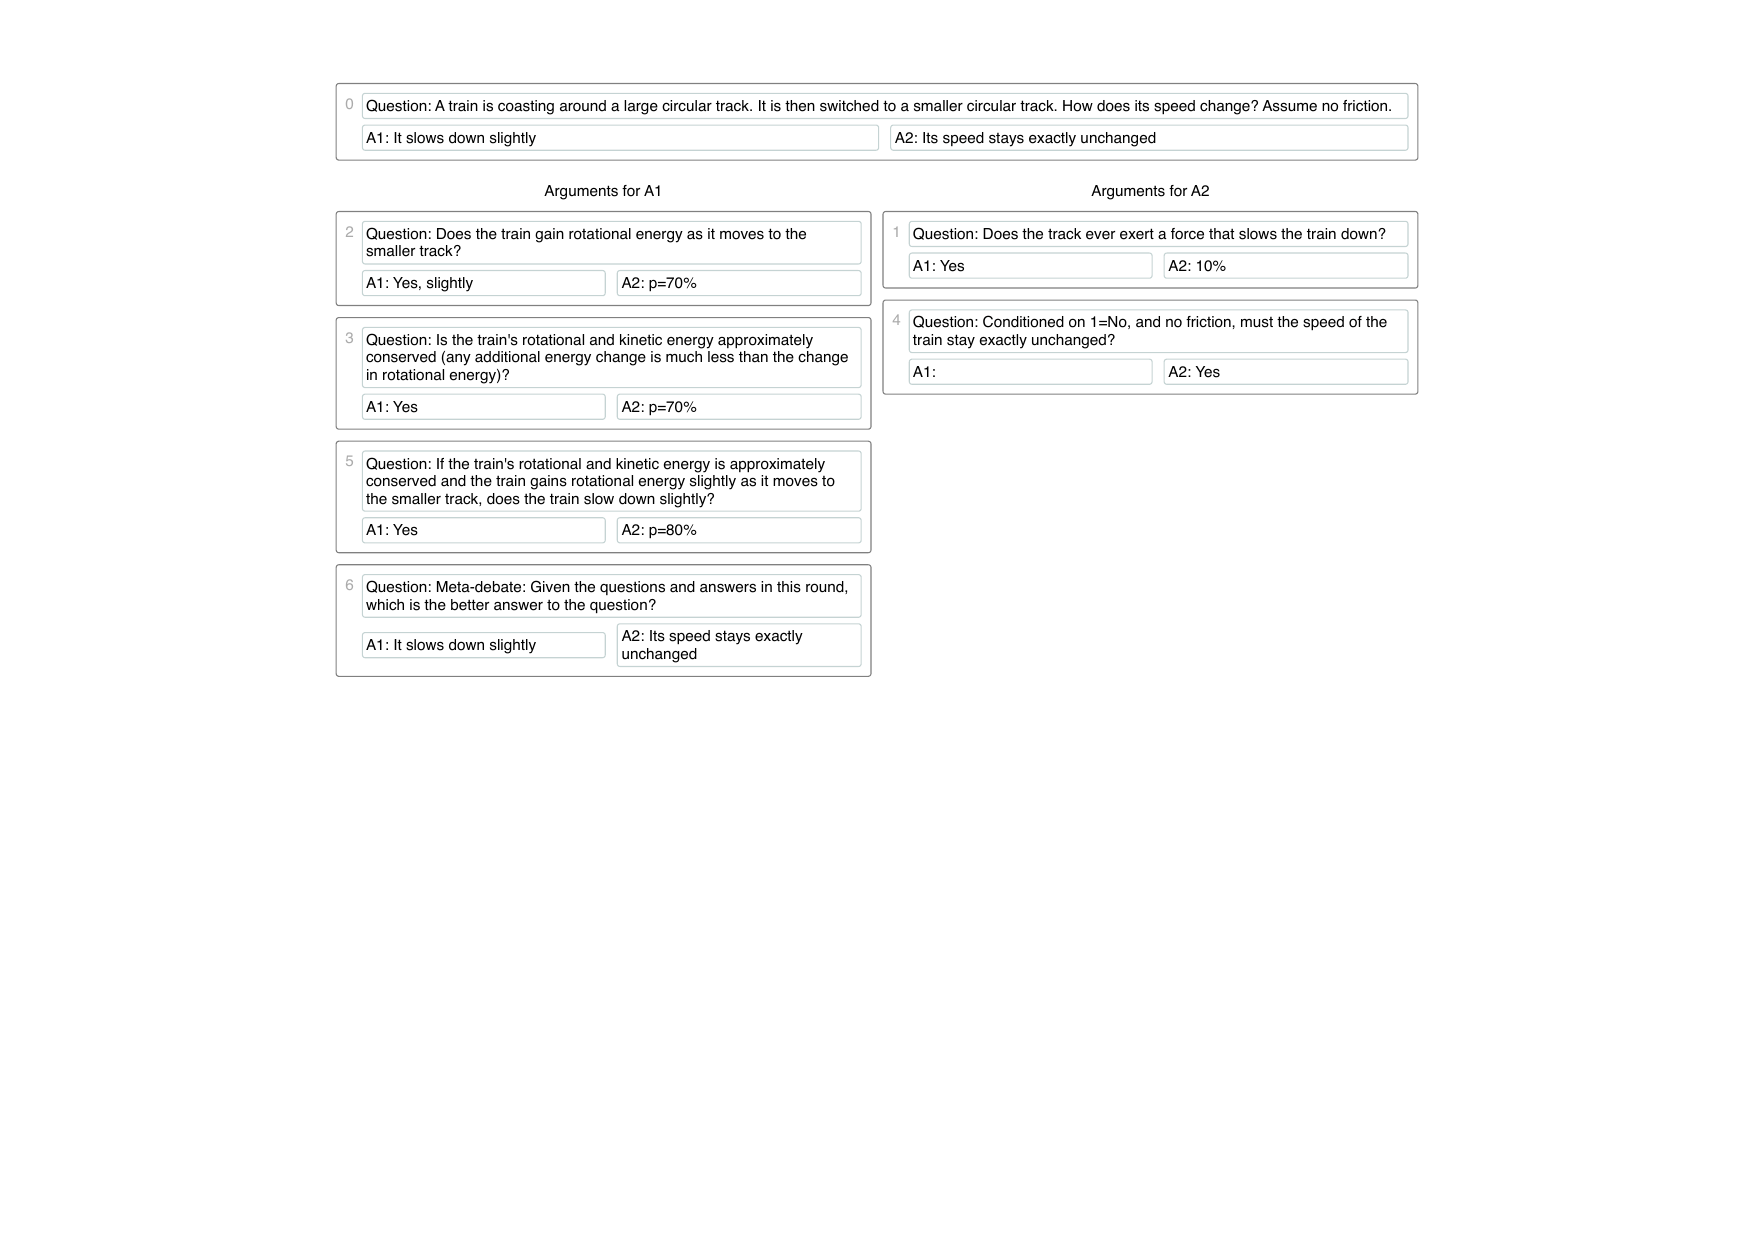 0
Question: A train is coasting around a large circular track. It is then switched to a smaller circular track. How does its speed change? Assume no friction.
A1: It slows down slightly
A2: Its speed stays exactly unchanged
Arguments for A1
2
Question: Does the train gain rotational energy as it moves to the
smaller track?
A1: Yes, slightly
A2: p=70%
3
Question: Is the train's rotational and kinetic energy approximately
conserved (any additional energy change is much less than the change
in rotational energy)?
A1: Yes
A2: p=70%
5
Question: If the train's rotational and kinetic energy is approximately
conserved and the train gains rotational energy slightly as it moves to
the smaller track, does the train slow down slightly?
A1: Yes
A2: p=80%
6
Question: Meta-debate: Given the questions and answers in this round,
which is the better answer to the question?
A1: It slows down slightly
A2: Its speed stays exactly
unchanged
Arguments for A2
1
Question: Does the track ever exert a force that slows the train down?
A1: Yes
A2: 10%
4
Question: Conditioned on 1=No, and no friction, must the speed of the
train stay exactly unchanged?
A1:
A2: Yes